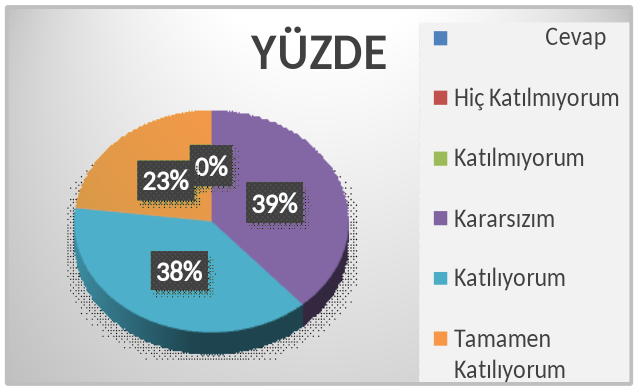 YÜZDE
Cevap
Hiç Katılmıyorum
Katılmıyorum
Kararsızım
Katılıyorum
Tamamen
Katılıyorum
0%
23%
39%
38%